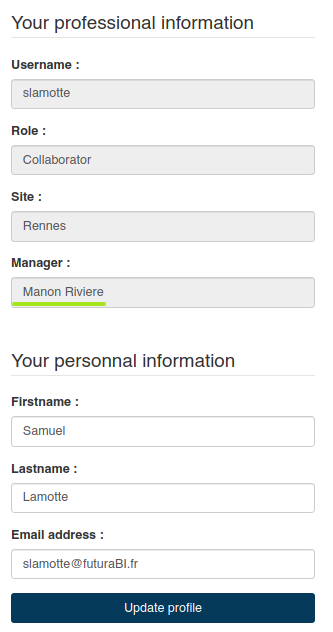 Your professional information
Username :
slamotte
Role :
Collaborator
Site :
Rennes
Manager :
Manon Riviere
Your personnal information
Firstname :
Samuel
Lastname :
Lamotte
Email address :
slamotte@futuraBI.fr
Update profile